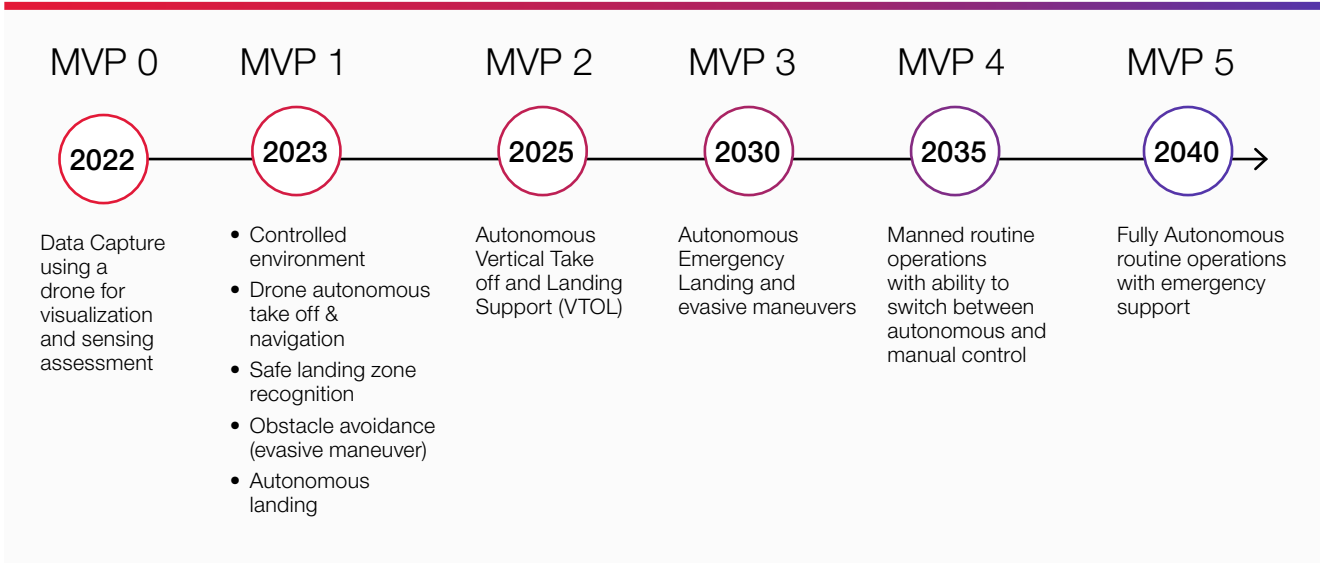 MVP 0
2022
Data Capture
using a
drone for
visualization
and sensing
assessment
MVP 1
2023
• Controlled
environment
• Drone autonomous
take off &
navigation
• Safe landing zone
recognition
• Obstacle avoidance
(evasive maneuver)
• Autonomous
landing
MVP 2
2025
Autonomous
Vertical Take
off and Landing
Support (VTOL)
MVP 3
2030
Autonomous
Emergency
Landing and
evasive maneuvers
MVP 4
2035
Manned routine
operations
with ability to
switch between
autonomous and
manual control
MVP 5
2040
Fully Autonomous
routine operations
with emergency
support